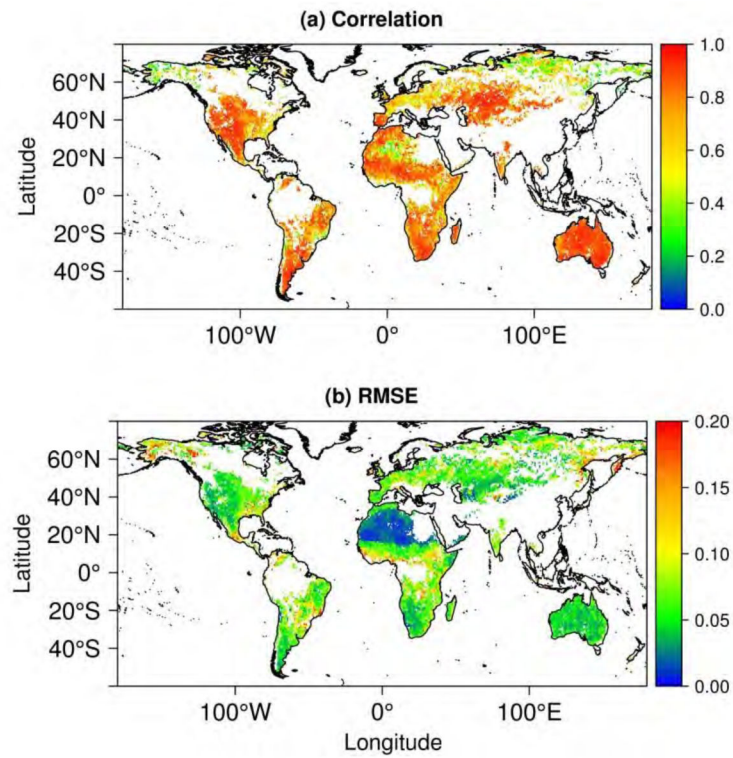 (a) Correlation
60°N
40°N
20°N
0°
20°S
40°S
Latitude
100°W
0°
100°E
1.0
0.8
0.6
0.4
0.2
0.0
(b) RMSE
60°N
40°N
20°N
0°
20°S
40°S
Latitude
100°W
0°
100°E
Longitude
0.20
0.15
0.10
0.05
0.00